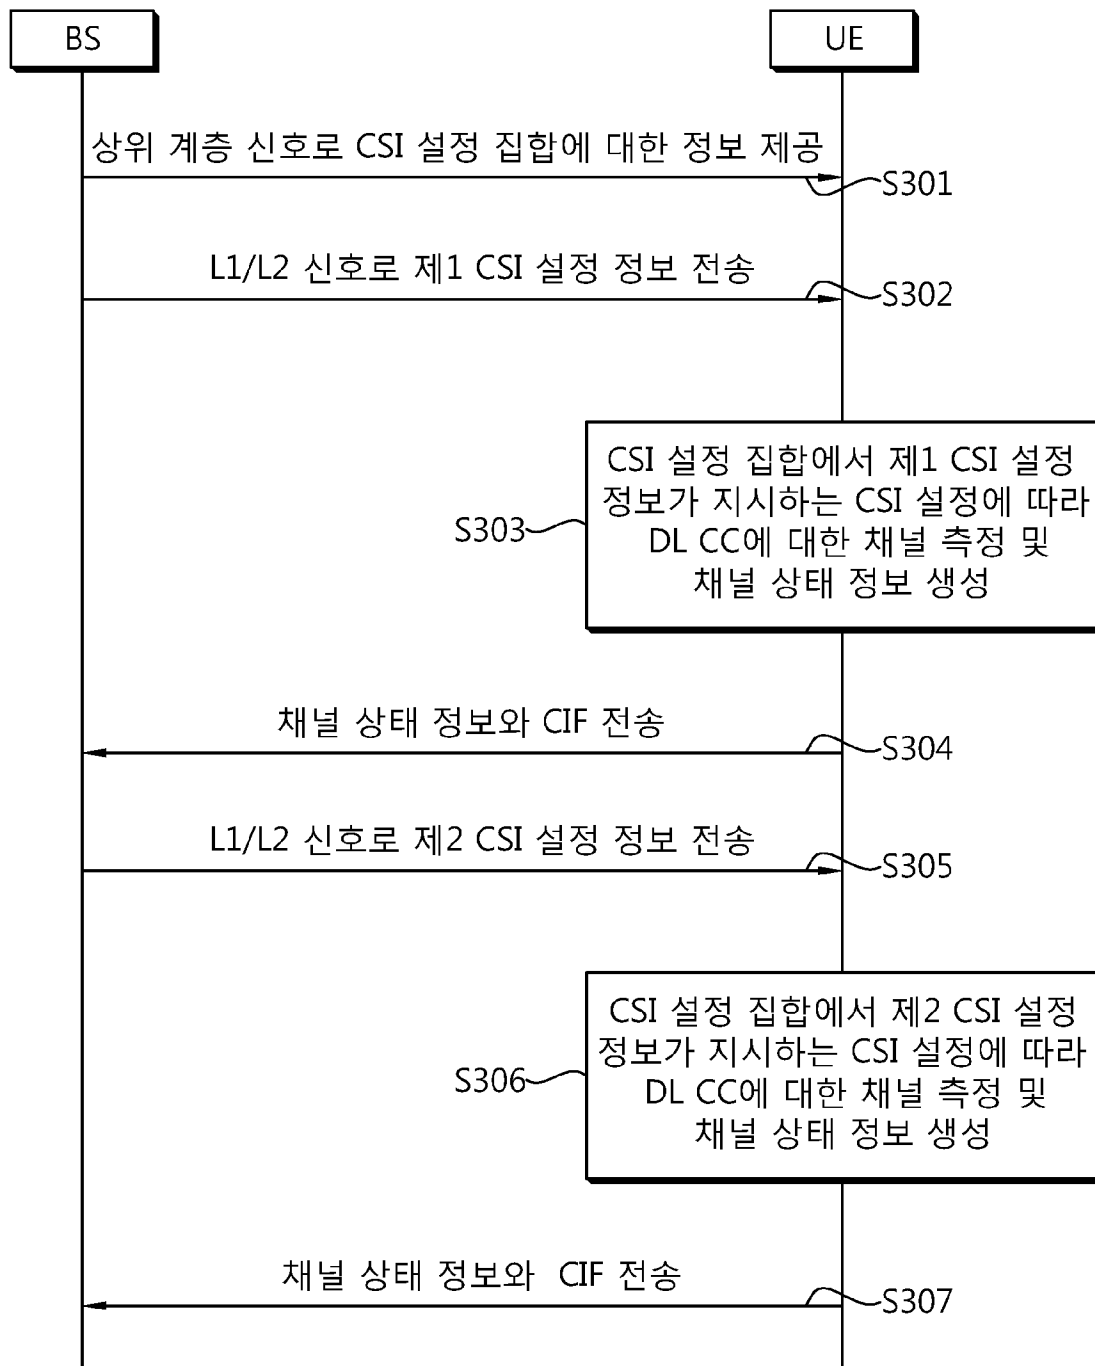 BS
UE
상위 계층 신호로 CSI 설정 집합에 대한 정보 제공
S301
L1/L2 신호로 제1 CSI 설정 정보 전송
S302
CSI 설정 집합에서 제1 CSI 설정
정보가 지시하는 CSI 설정에 따라
DL CC에 대한 채널 측정 및
채널 상태 정보 생성
S303
채널 상태 정보와 CIF 전송
S304
L1/L2 신호로 제2 CSI 설정 정보 전송
S305
CSI 설정 집합에서 제2 CSI 설정
정보가 지시하는 CSI 설정에 따라
DL CC에 대한 채널 측정 및
채널 상태 정보 생성
S306
채널 상태 정보와 CIF 전송
S307